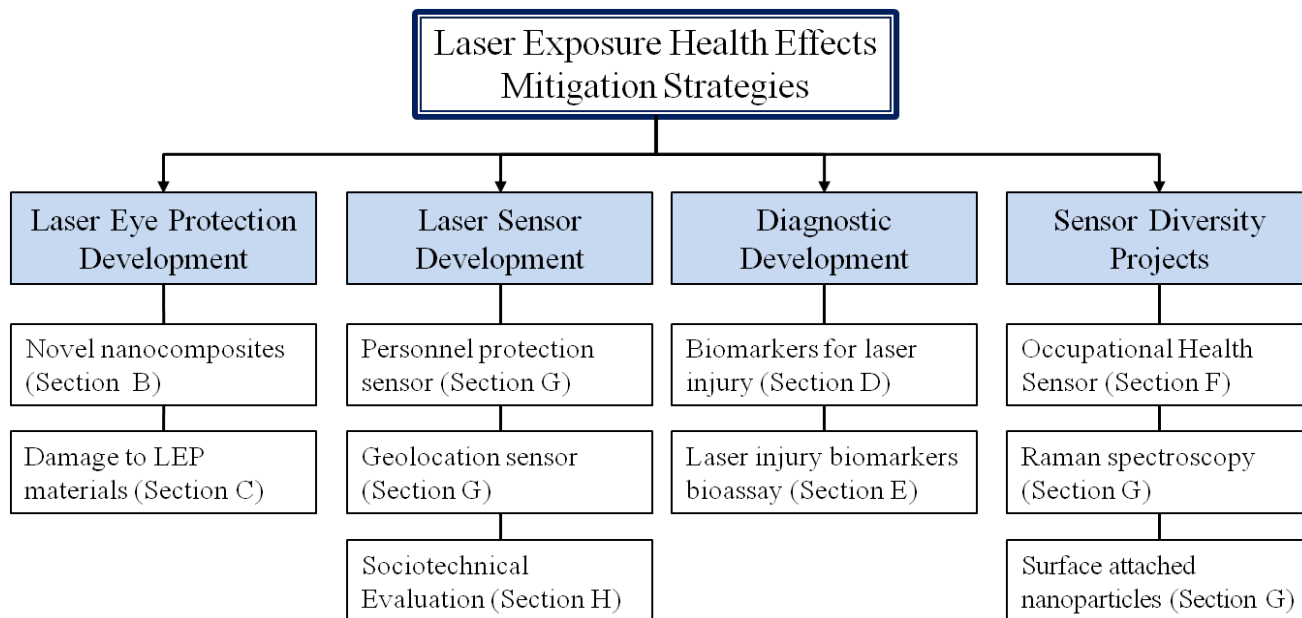 Laser Exposure Health Effects
Mitigation Strategies
Laser Eye Protection
Development
Novel nanocomposites
(Section B)
Damage to LEP
materials (Section C)
Laser Sensor
Development
Personnel protection
sensor (Section G)
Geolocation sensor
(Section G)
Sociotechnical
Evaluation (Section H)
Diagnostic
Development
Biomarkers for laser
injury (Section D)
Laser injury biomarkers
bioassay (Section E)
Sensor Diversity
Projects
Occupational Health
Sensor (Section F)
Raman spectroscopy
(Section G)
Surface attached
nanoparticles (Section G)